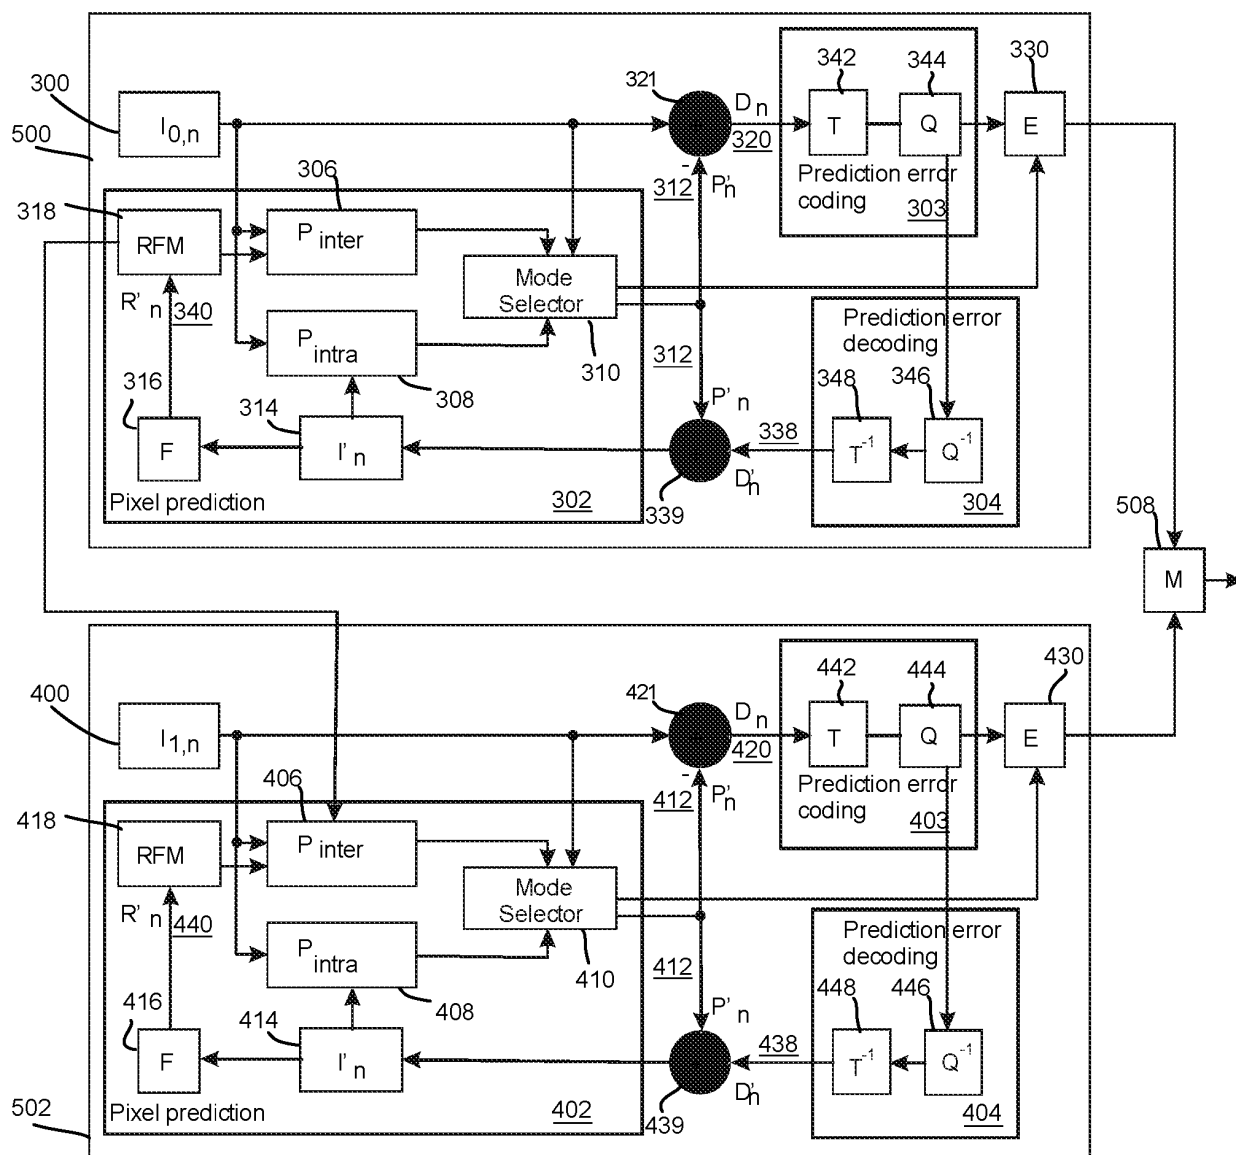 300
I0,n
500
318
RFM
R'n
340
316
F
314
I'n
Pixel prediction
302
306
P inter
P intra
308
Mode
Selector
310
321
Dn
320
-
312
P'n
342
T
344
Q
Prediction error
coding
303
330
E
312
P'n
339
338
D'n
Prediction error
decoding
348
T-1
346
Q-1
304
508
M
400
I1,n
502
418
RFM
R'n
440
416
F
414
I'n
Pixel prediction
402
406
P inter
P intra
408
Mode
Selector
410
421
Dn
420
-
412
P'n
442
T
444
Q
Prediction error
coding
403
430
E
412
P'n
439
438
D'n
Prediction error
decoding
448
T-1
446
Q-1
404